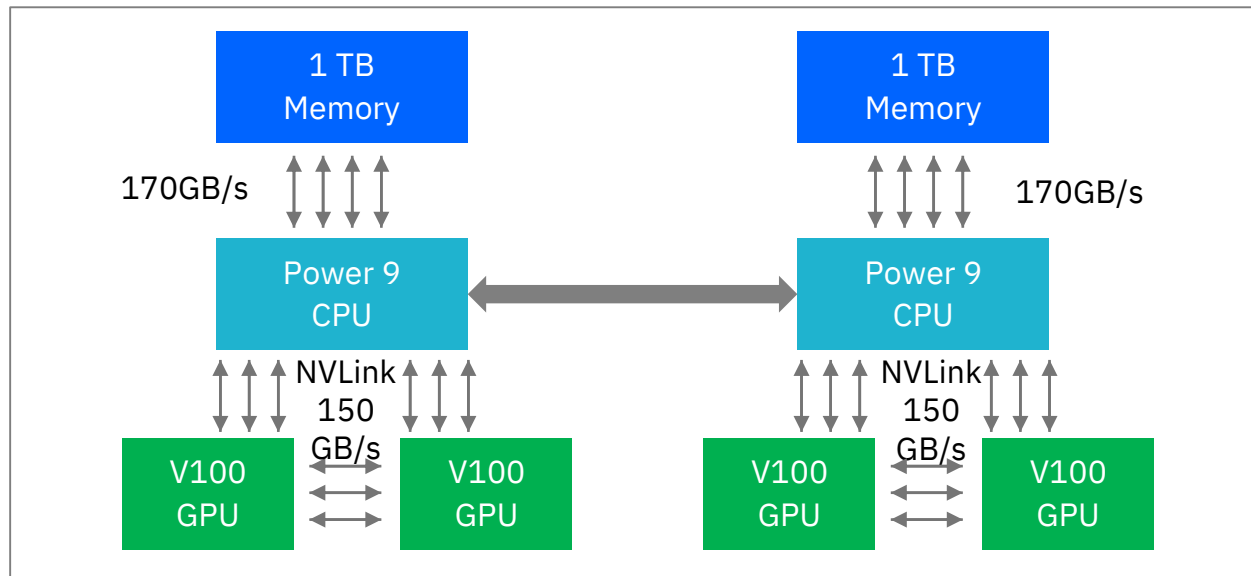 1 TB
Memory
1 TB
Memory
170GB/s
170GB/s
Power 9
CPU
Power 9
CPU
NVLink
150
GB/s
NVLink
150
GB/s
V100
GPU
V100
GPU
V100
GPU
V100
GPU